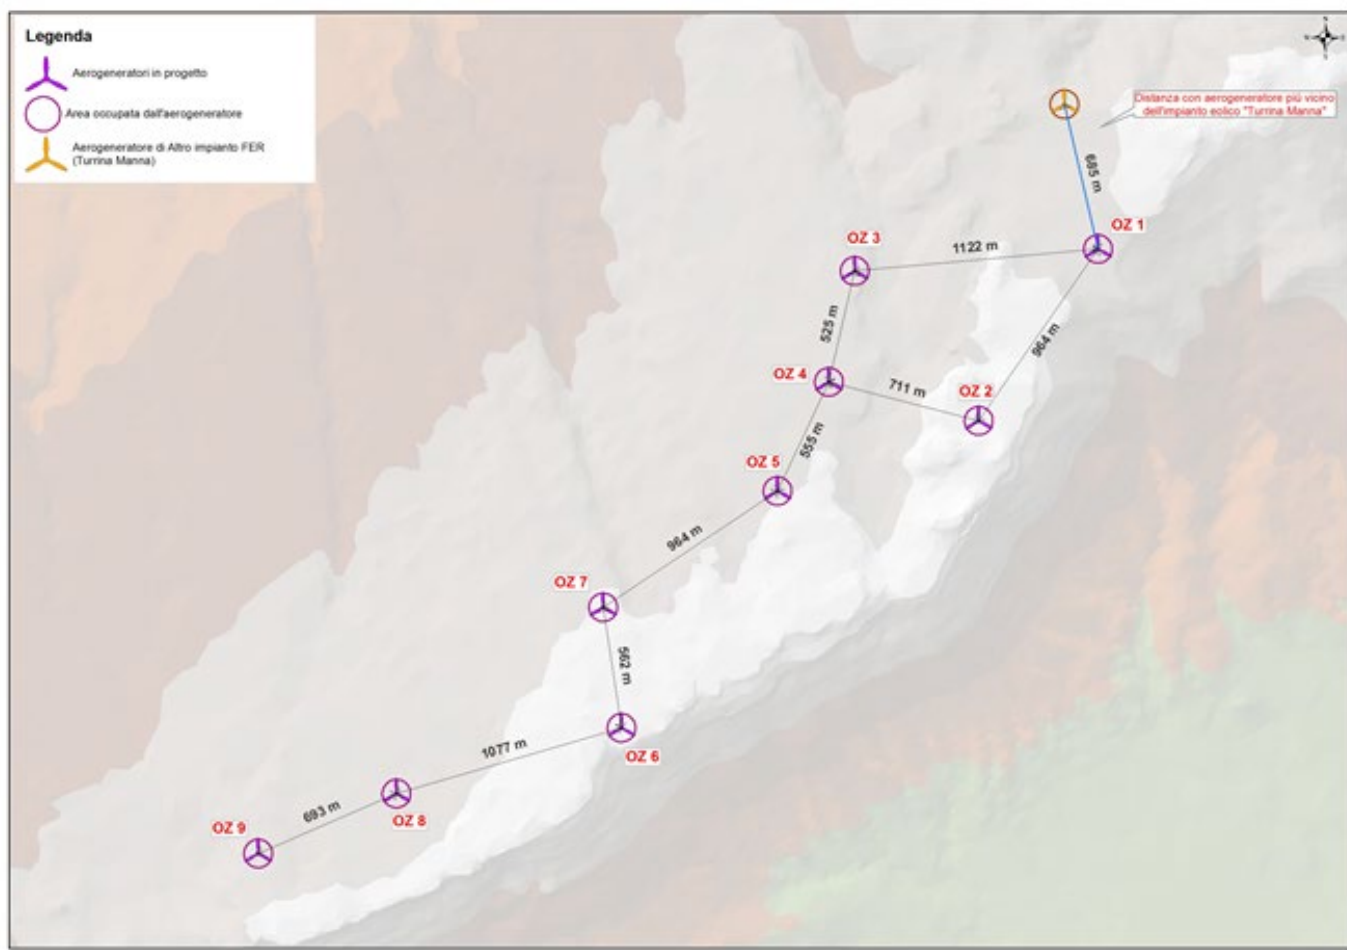 Legenda
Aerogeneratori in progetto
Area occupata dall'aerogeneratore
Aerogeneratore di Altro impianto FER
(Turrina Manna)
Distanza con aerogeneratore più vicino
dell'impianto eolico "Turrina Manna"
685 m
OZ 1
OZ 3
1122 m
525 m
964 m
OZ 4
711 m
OZ 2
555 m
OZ 5
964 m
OZ 7
562 m
1077 m
OZ 6
693 m
OZ 8
OZ 9